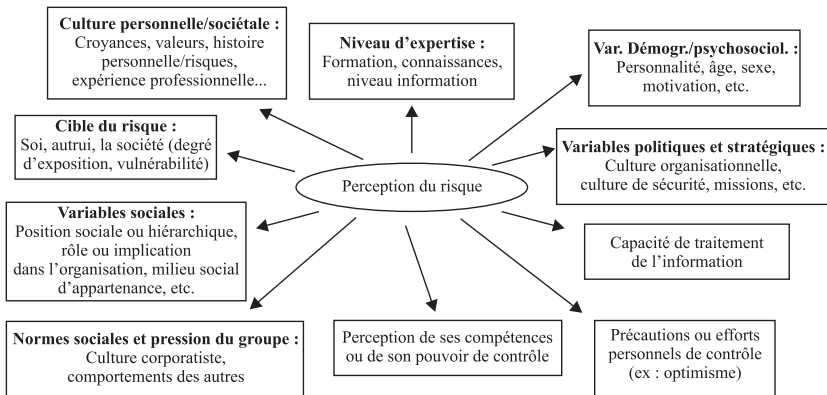 Culture personnelle/sociétale :
Croyances, valeurs, histoire
personnelle/risques,
expérience professionnelle...
Niveau d’expertise :
Formation, connaissances,
niveau information
Var. Démogr./psychosociol. :
Personnalité, âge, sexe,
motivation, etc.
Cible du risque :
Soi, autrui, la société (degré
d’exposition, vulnérabilité)
Variables politiques et stratégiques :
Culture organisationnelle,
culture de sécurité, missions, etc.
Perception du risque
Variables sociales :
Position sociale ou hiérarchique,
rôle ou implication
dans l’organisation, milieu social
d’appartenance, etc.
Capacité de traitement
de l’information
Normes sociales et pression du groupe :
Culture corporatiste,
comportements des autres
Perception de ses compétences
ou de son pouvoir de contrôle
Précautions ou efforts
personnels de contrôle
(ex : optimisme)